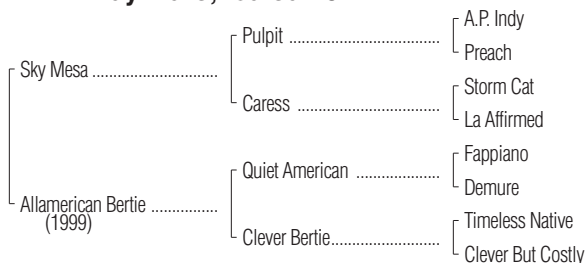 A.P. Indy
Pulpit ..........................................
Preach
Sky Mesa ...................................
Storm Cat
Caress ..........................................
La Affirmed
Fappiano
Quiet American ......................
Demure
Allamerican Bertie ..................
(1999)
Timeless Native
Clever Bertie..............................
Clever But Costly